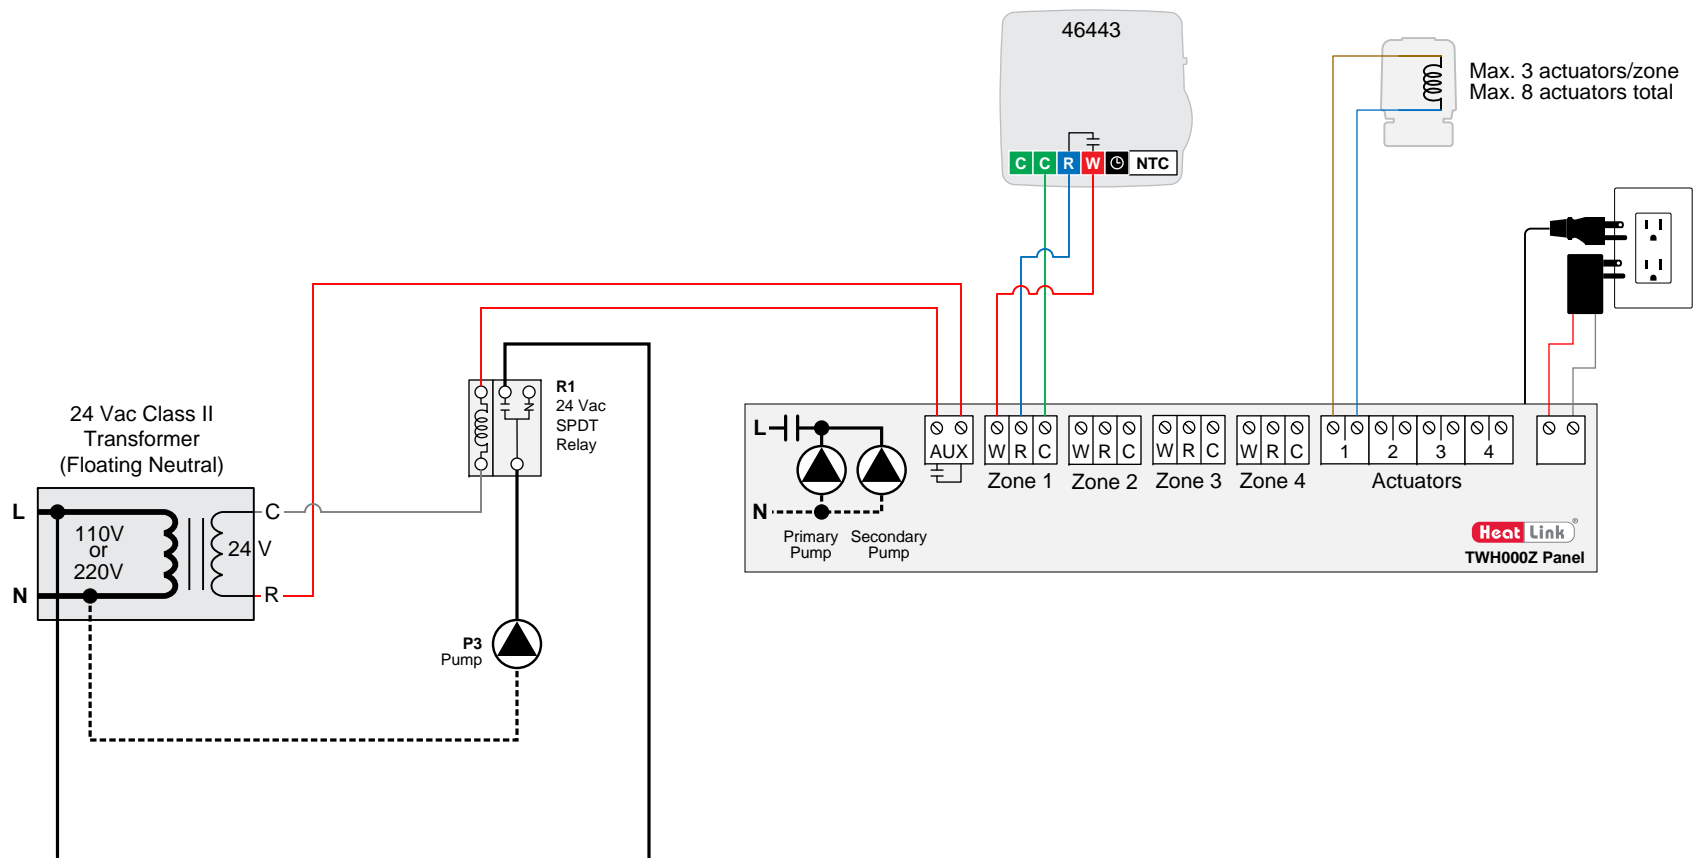 46443
C C R W NTC
Max. 3 actuators/zone
Max. 8 actuators total
R1
24 Vac
SPDT
Relay
24 Vac Class II
Transformer
(Floating Neutral)
L
N
110V
or
220V
24 V
C
R
P3
Pump
L
N
Primary
Pump
Secondary
Pump
AUX
W R C
Zone 1
W R C
Zone 2
W R C
Zone 3
W R C
Zone 4
1 2 3 4
Actuators
Heat Link®
TWH000Z Panel